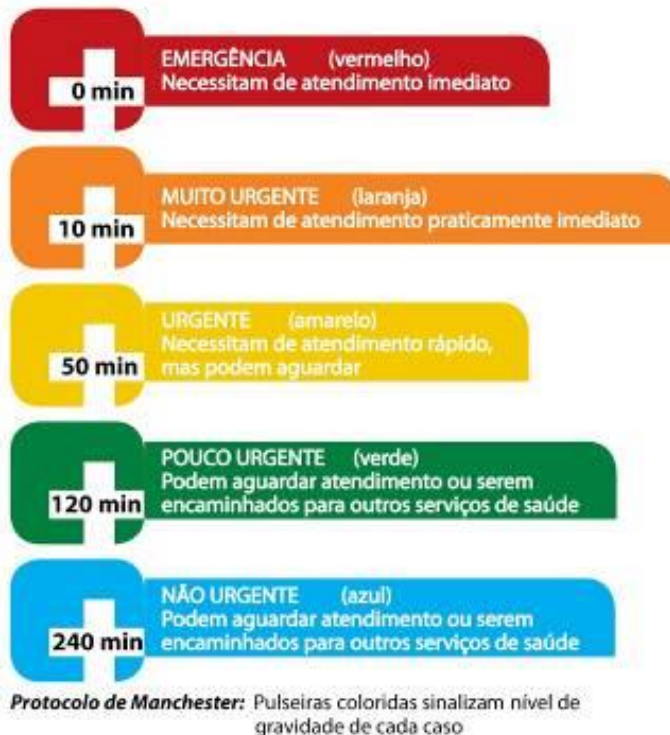 EMERGÊNCIA (vermelho)
Necessitam de atendimento imediato
0 min
MUITO URGENTE (laranja)
Necessitam de atendimento praticamente imediato
10 min
URGENTE (amarelo)
Necessitam de atendimento rápido,
mas podem aguardar
50 min
POUCO URGENTE (verde)
Podem aguardar atendimento ou serem
encaminhados para outros serviços de saúde
120 min
NÃO URGENTE (azul)
Podem aguardar atendimento ou serem
encaminhados para outros serviços de saúde
240 min
Protocolo de Manchester: Pulseiras coloridas sinalizam nível de
gravidade de cada caso